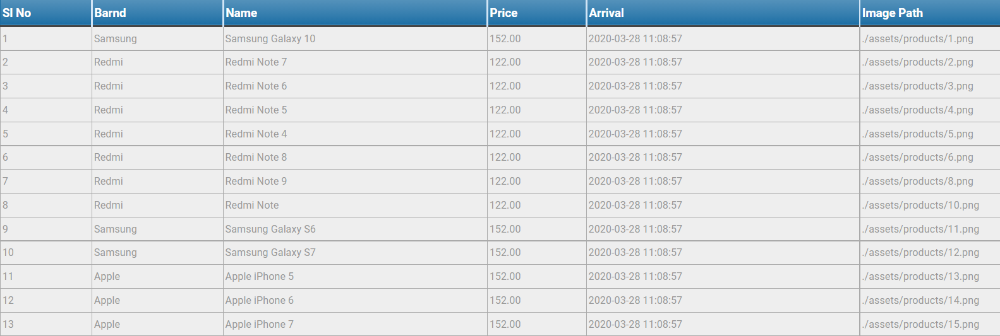 Sl No Barnd Name Price Arrival Image Path
1 Samsung Samsung Galaxy 10 152.00 2020-03-28 11:08:57 ./assets/products/1.png
2 Redmi Redmi Note 7 122.00 2020-03-28 11:08:57 ./assets/products/2.png
3 Redmi Redmi Note 6 122.00 2020-03-28 11:08:57 ./assets/products/3.png
4 Redmi Redmi Note 5 122.00 2020-03-28 11:08:57 ./assets/products/4.png
5 Redmi Redmi Note 4 122.00 2020-03-28 11:08:57 ./assets/products/5.png
6 Redmi Redmi Note 8 122.00 2020-03-28 11:08:57 ./assets/products/6.png
7 Redmi Redmi Note 9 122.00 2020-03-28 11:08:57 ./assets/products/8.png
8 Redmi Redmi Note 122.00 2020-03-28 11:08:57 ./assets/products/10.png
9 Samsung Samsung Galaxy S6 152.00 2020-03-28 11:08:57 ./assets/products/11.png
10 Samsung Samsung Galaxy S7 152.00 2020-03-28 11:08:57 ./assets/products/12.png
11 Apple Apple iPhone 5 152.00 2020-03-28 11:08:57 ./assets/products/13.png
12 Apple Apple iPhone 6 152.00 2020-03-28 11:08:57 ./assets/products/14.png
13 Apple Apple iPhone 7 152.00 2020-03-28 11:08:57 ./assets/products/15.png